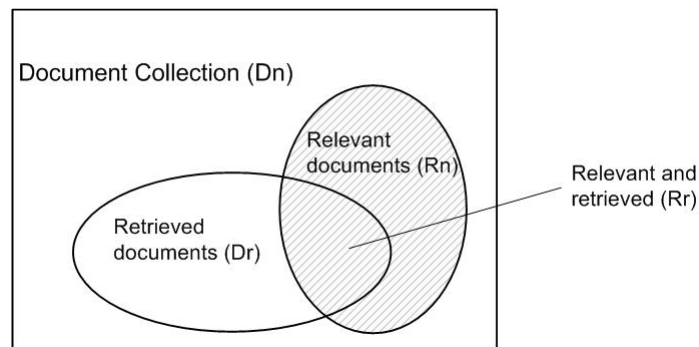 Document Collection (Dn)
Relevant
documents (Rn)
Relevant and
retrieved (Rr)
Retrieved
documents (Dr)